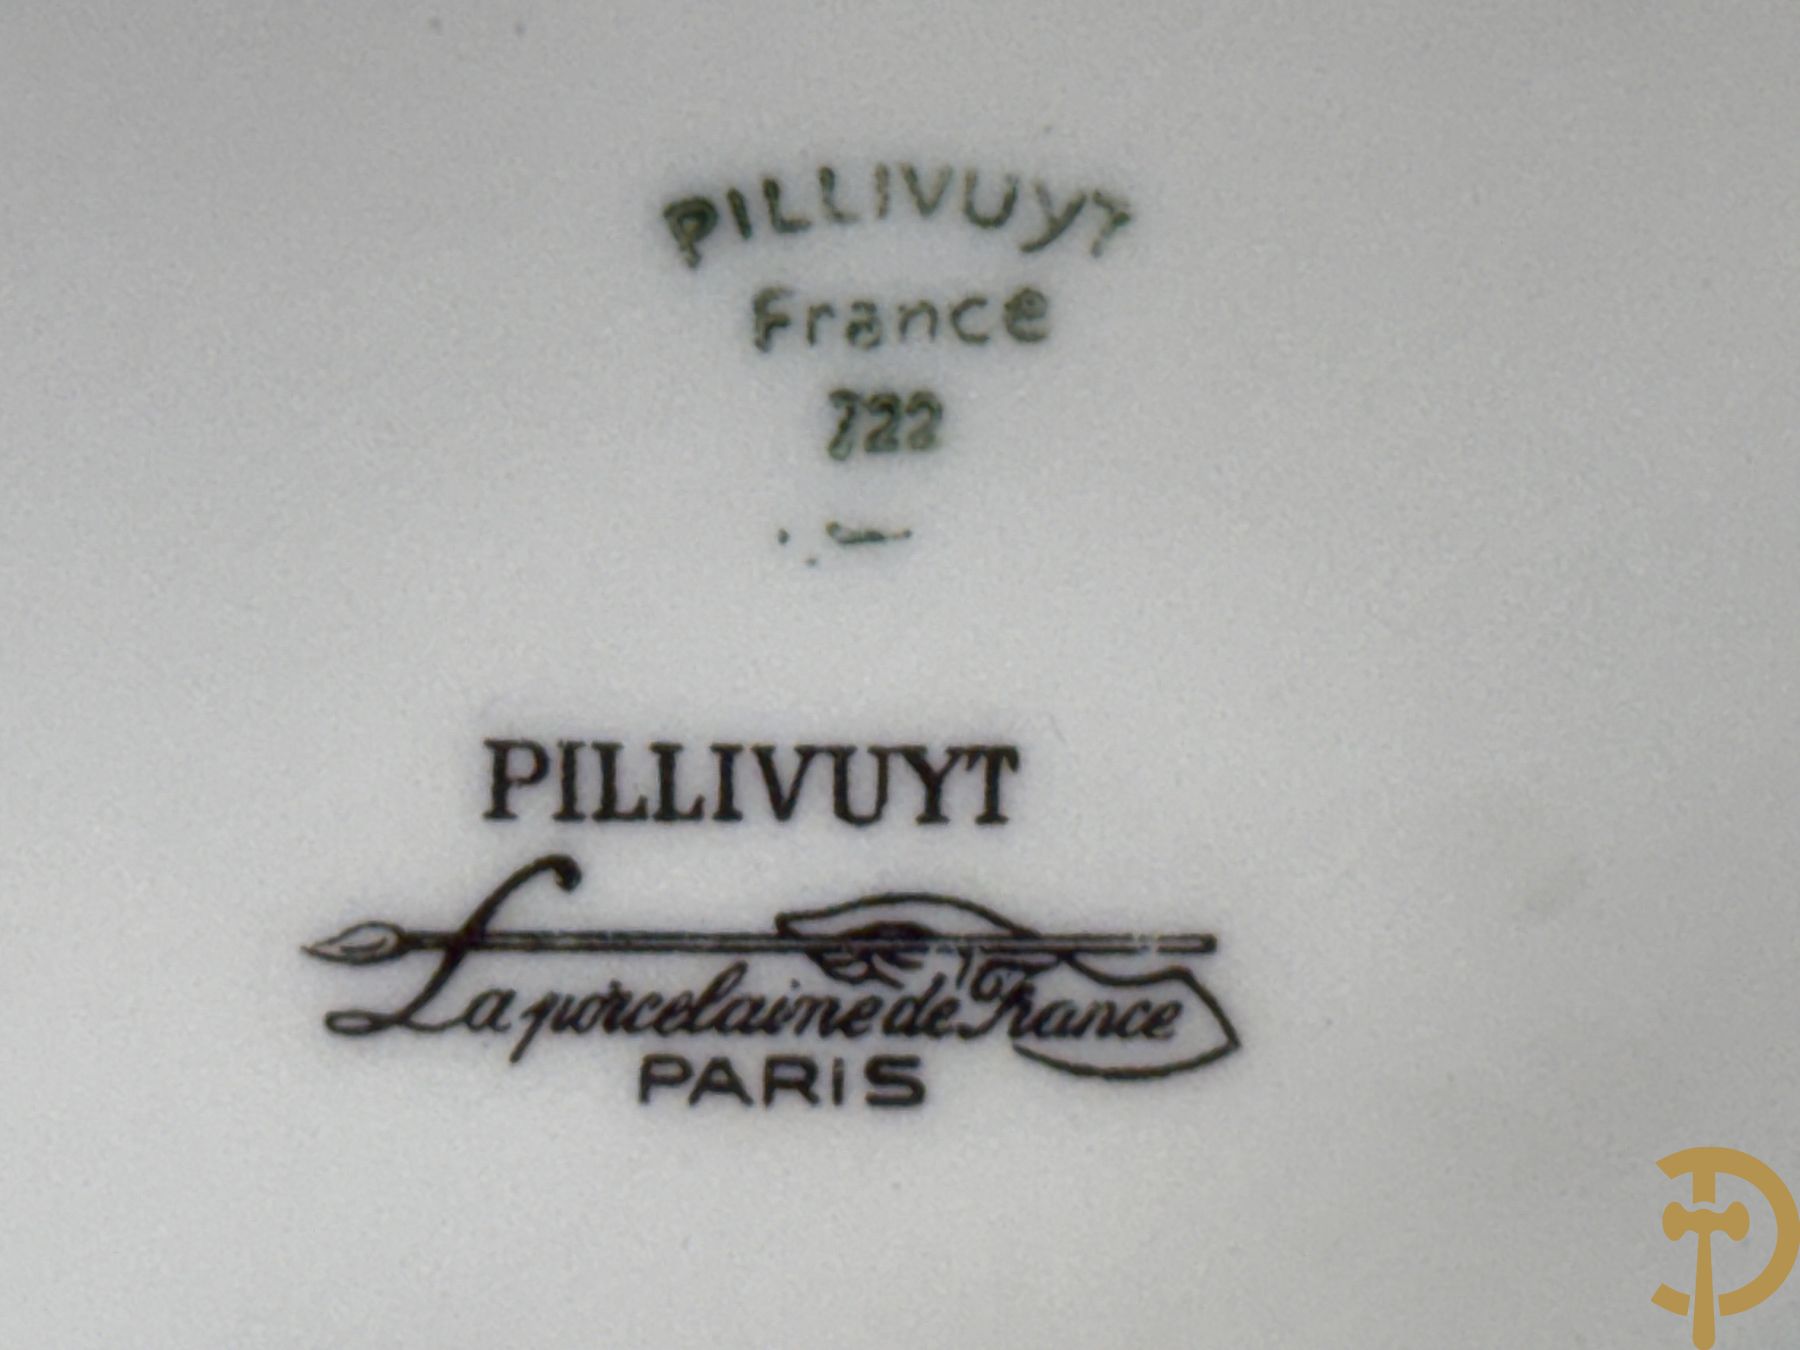 PILLIVUYT
France
722
PILLIVUYT
La porcelaine de France
PARiS